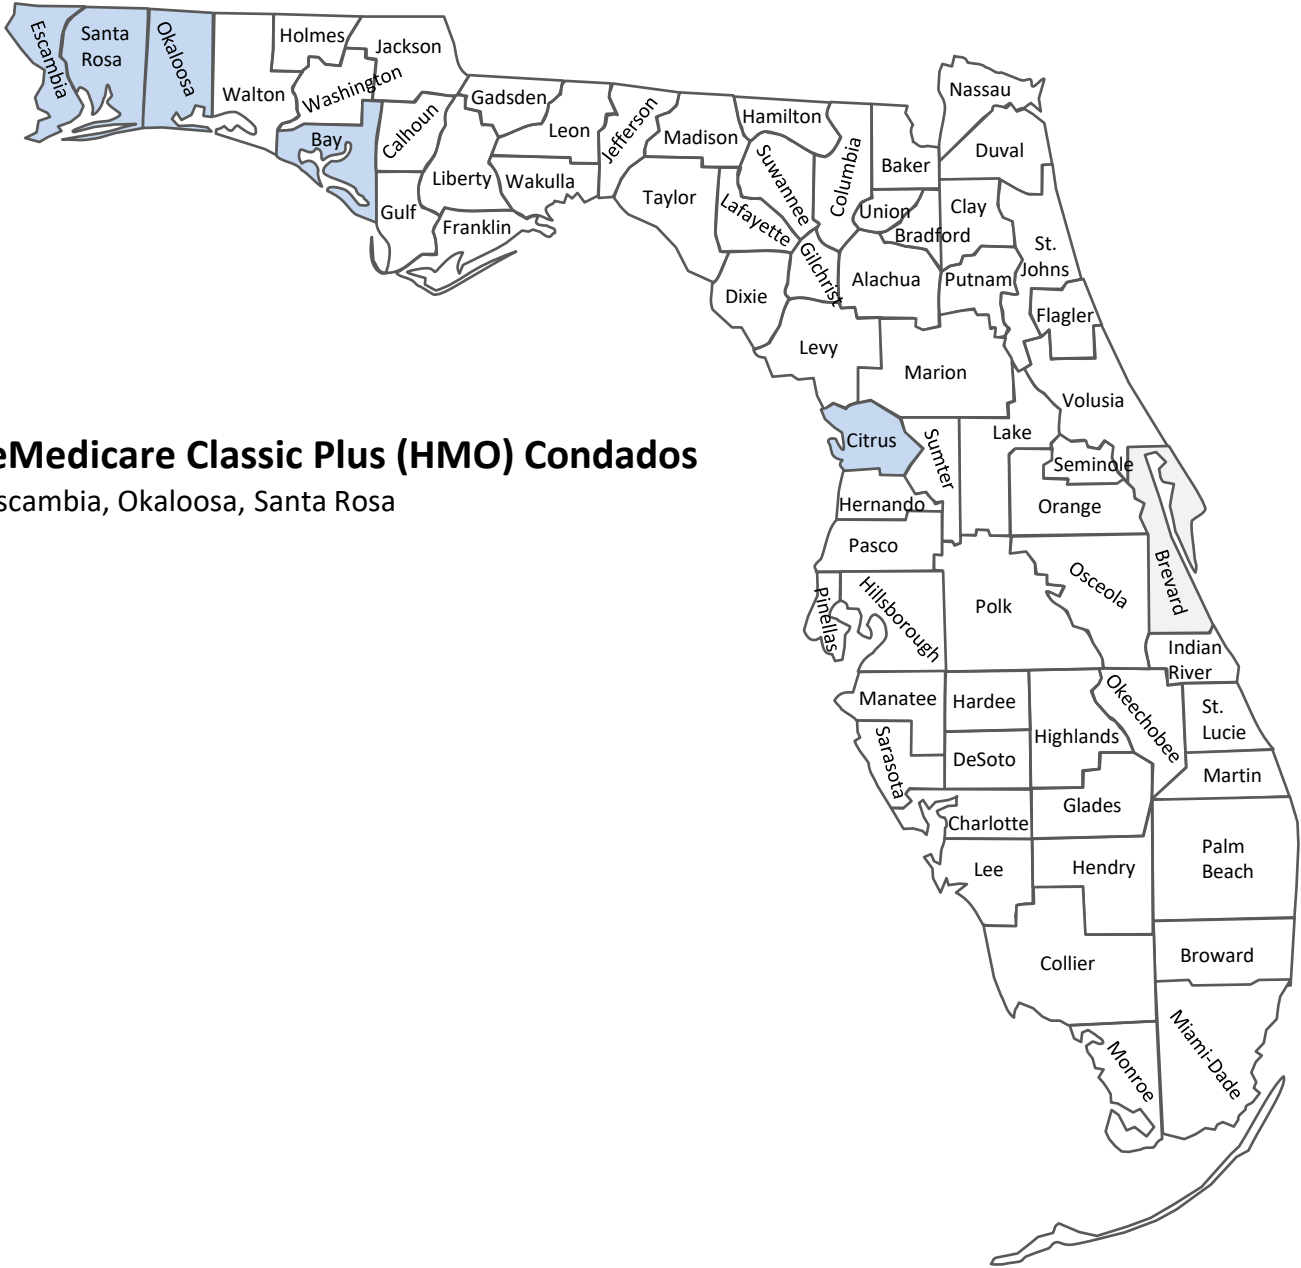 Escambia
Santa
Rosa
Okaloosa
Walton
Holmes
Jackson
Washington
Bay
Calhoun
Gulf
Liberty
Gadsden
Leon
Wakulla
Franklin
Jefferson
Madison
Taylor
Hamilton
Suwannee
Lafayette
Columbia
Baker
Nassau
Duval
Union
Bradford
Clay
St.
Johns
Gilchrist
Dixie
Alachua
Putnam
Flagler
Levy
Marion
Volusia
Citrus
Sumter
Lake
Seminole
Orange
eMedicare Classic Plus (HMO) Condados
scambia, Okaloosa, Santa Rosa
Hernando
Pasco
Pinellas
Hillsborough
Polk
Osceola
Brevard
Indian
River
Manatee
Hardee
Highlands
Okeechobee
St.
Lucie
Sarasota
DeSoto
Martin
Charlotte
Glades
Lee
Hendry
Palm
Beach
Collier
Broward
Monroe
Miami-Dade